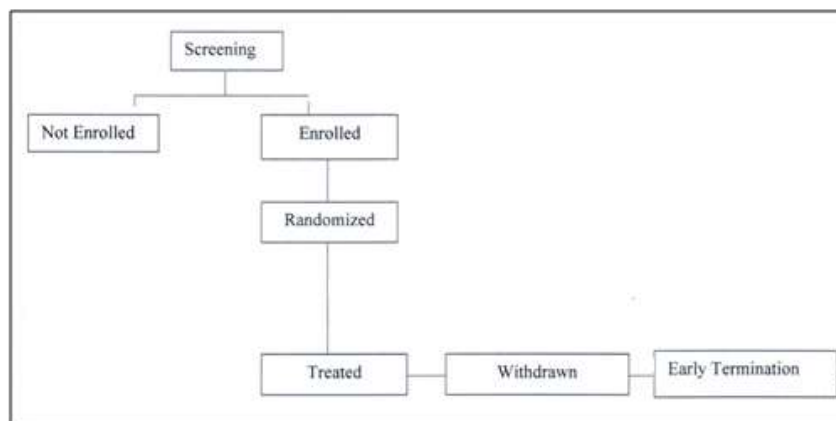 Screening
Not Enrolled
Enrolled
Randomized
Treated
Withdrawn
Early Termination